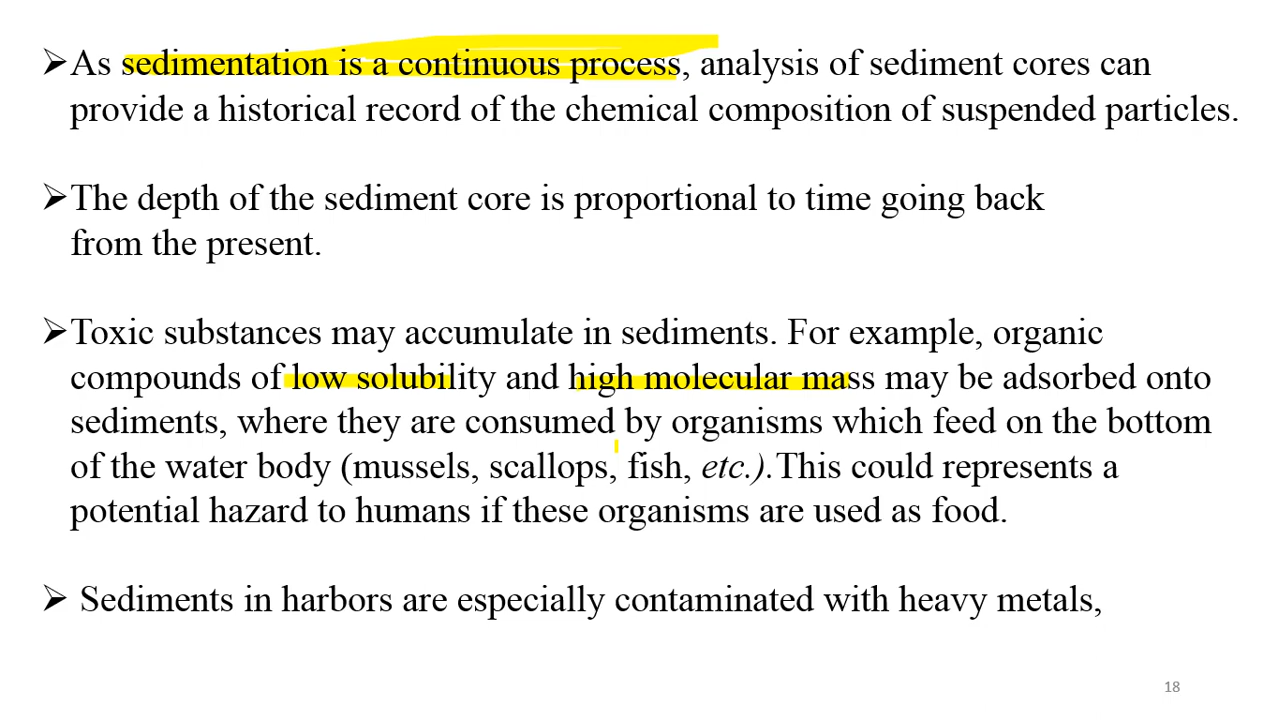 ➢As sedimentation is a continuous process, analysis of sediment cores can
provide a historical record of the chemical composition of suspended particles.
➢The depth of the sediment core is proportional to time going back
from the present.
➢Toxic substances may accumulate in sediments. For example, organic
compounds of low solubility and high molecular mass may be adsorbed onto
sediments, where they are consumed by organisms which feed on the bottom
of the water body (mussels, scallops, fish, etc.).This could represents a
potential hazard to humans if these organisms are used as food.
➢ Sediments in harbors are especially contaminated with heavy metals,
18